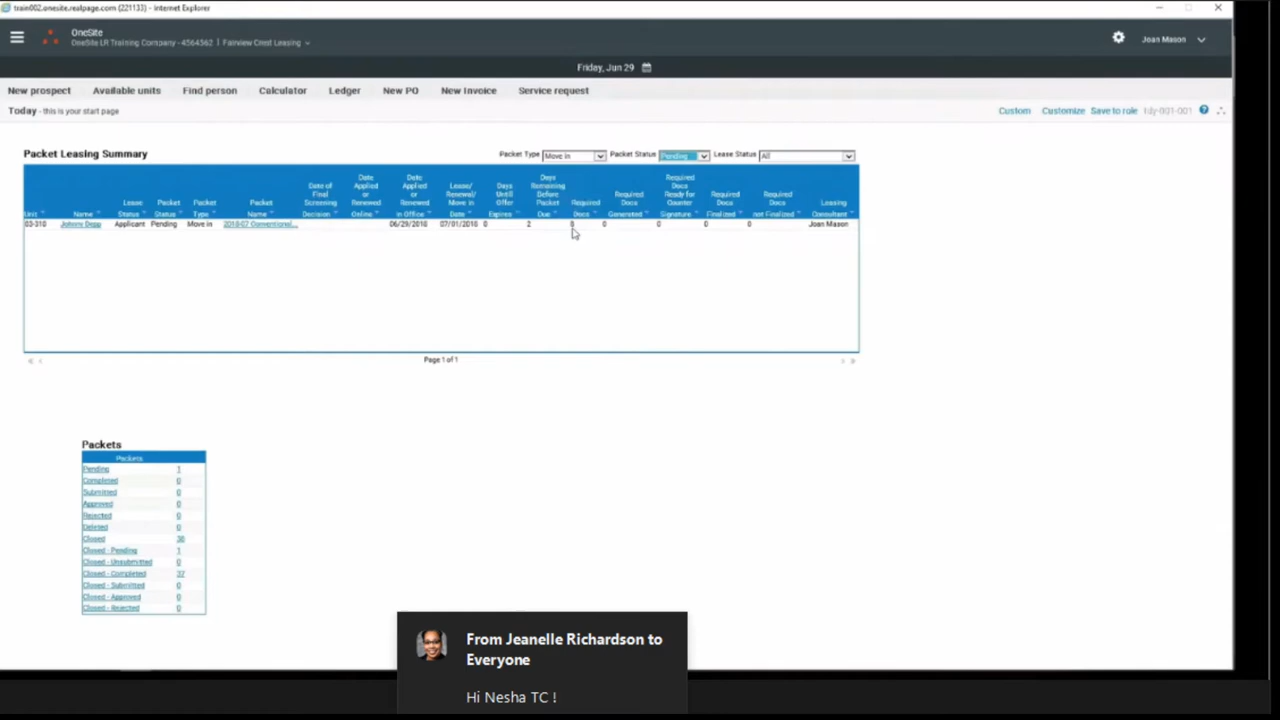 train002.onesite.realpage.com (221133) - Internet Explorer
OneSite
OneSite LR Training Company - 4564562 | Fairview Crest Leasing
Joan Mason
Friday, Jun 29
New prospect Available units Find person Calculator Ledger New PO New Invoice Service request
Today - this is your start page
Custom Customize Save to role tdy-001-001
Packet Leasing Summary
Packet Type Move in Packet Status Pending Lease Status All
Unit Name Lease Status Packet Status Packet Type Packet Name Date of Final Screening Decision Date Applied or Renewed Online Date Applied or Renewed in Office Lease/ Renewal/ Move in Date Days Until Offer Expires Days Remaining Before Packet Due Required Docs Required Docs Generated Required Docs Ready for Counter Signature Required Docs Finalized Required Docs not Finalized Leasing Consultant
03-310 Applicant Pending Move in 2018-07 Conventional... 06/29/2018 07/01/2018 0 2 0 0 0 0 0 Joan Mason
Page 1 of 1
Packets
Packets
Pending 1
Completed 0
Submitted 0
Approved 0
Rejected 0
Deleted 0
Closed 38
Closed - Pending 1
Closed - Unsubmitted 0
Closed - Completed 37
Closed - Submitted 0
Closed - Approved 0
Closed - Rejected 0
From Jeanelle Richardson to
Everyone
Hi Nesha TC !